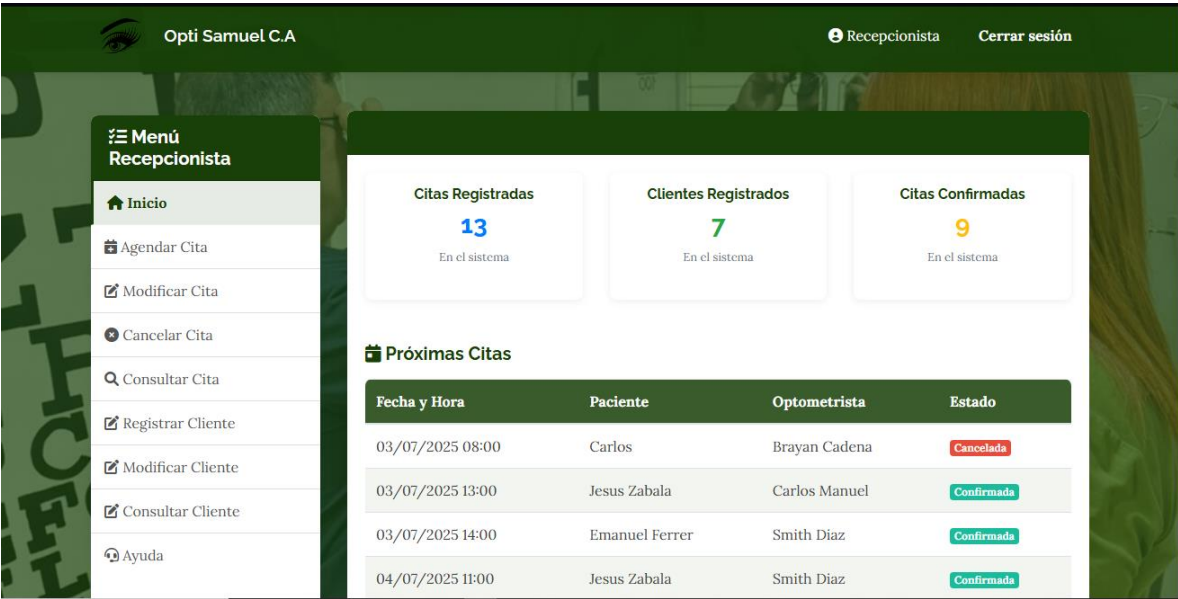 Opti Samuel C.A
Recepcionista
Cerrar sesión
Menú
Recepcionista
Inicio
Agendar Cita
Modificar Cita
Cancelar Cita
Consultar Cita
Registrar Cliente
Modificar Cliente
Consultar Cliente
Ayuda
Citas Registradas
13
En el sistema
Clientes Registrados
7
En el sistema
Citas Confirmadas
9
En el sistema
Próximas Citas
Fecha y Hora Paciente Optometrista Estado
03/07/2025 08:00 Carlos Brayan Cadena Cancelada
03/07/2025 13:00 Jesus Zabala Carlos Manuel Confirmada
03/07/2025 14:00 Emanuel Ferrer Smith Diaz Confirmada
04/07/2025 11:00 Jesus Zabala Smith Diaz Confirmada